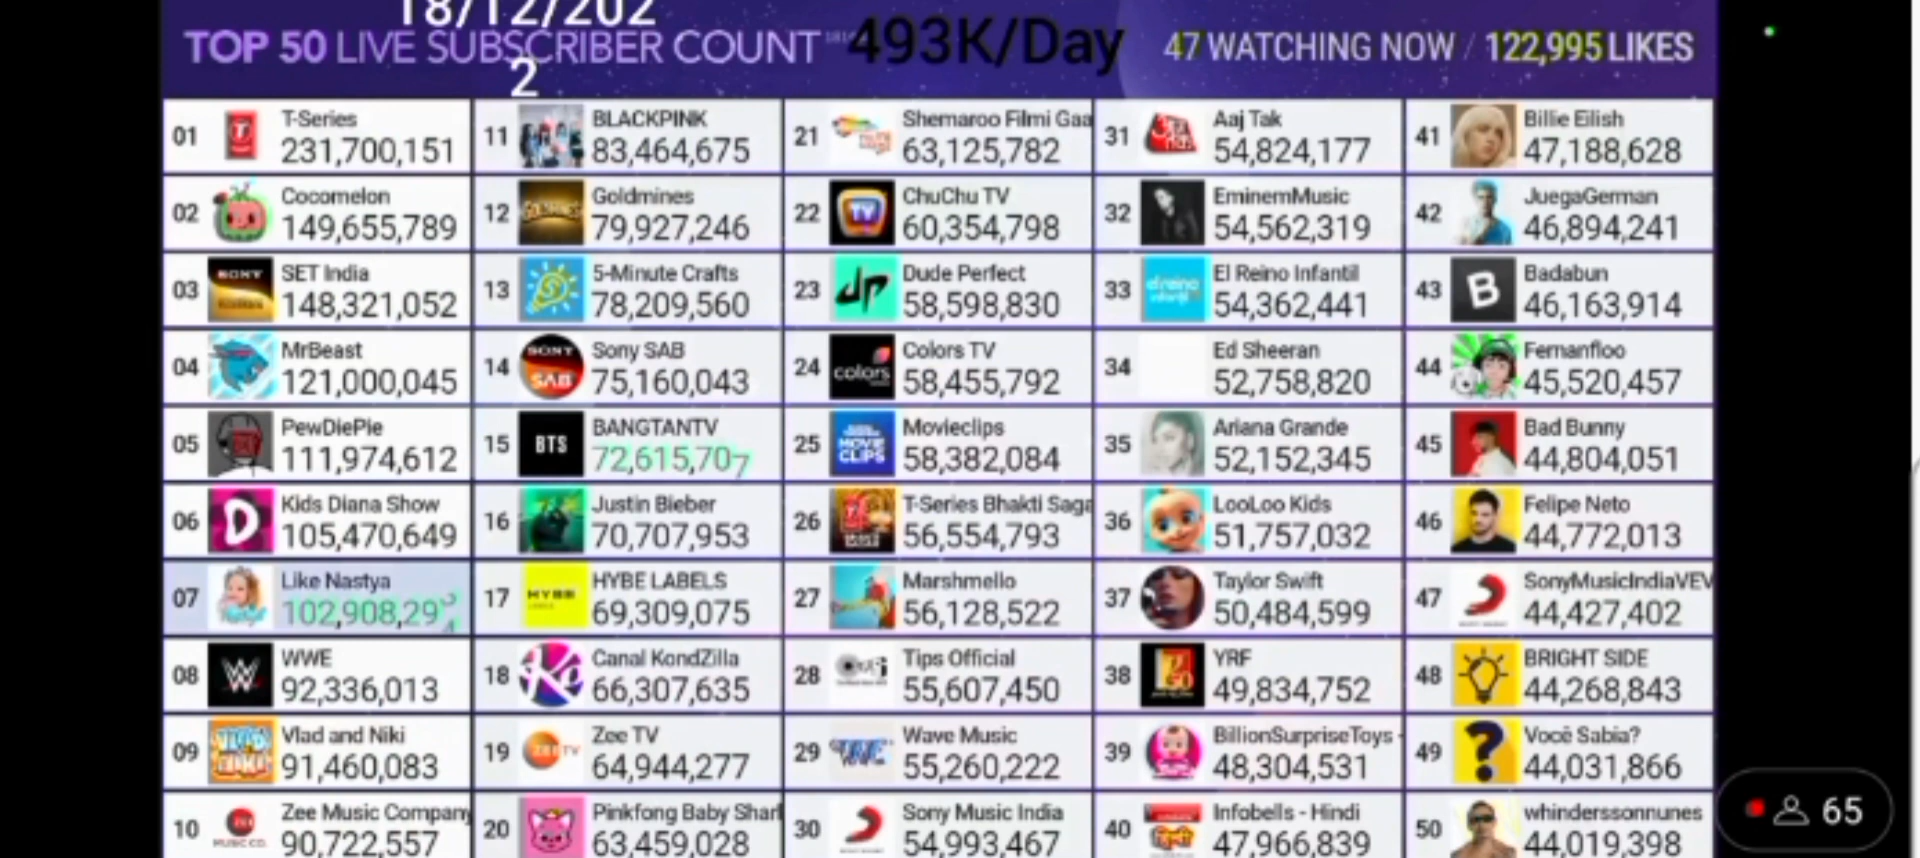 18/12/202
2
TOP 50 LIVE SUBSCRIBER COUNT
493K/Day
47 WATCHING NOW / 122,995 LIKES
01 T-Series
231,700,151
02 Cocomelon
149,655,789
03 SET India
148,321,052
04 MrBeast
121,000,045
05 PewDiePie
111,974,612
06 Kids Diana Show
105,470,649
07 Like Nastya
08 WWE
92,336,013
09 Vlad and Niki
91,460,083
10 Zee Music Company
90,722,557
11 BLACKPINK
83,464,675
12 Goldmines
79,927,246
13 5-Minute Crafts
78,209,560
14 Sony SAB
75,160,043
15 BANGTANTV
72,615,707
16 Justin Bieber
70,707,953
17 HYBE LABELS
69,309,075
18 Canal KondZilla
66,307,635
19 Zee TV
64,944,277
20 Pinkfong Baby Shar
63,459,028
21 Shemaroo Filmi Gaa
63,125,782
22 ChuChu TV
60,354,798
23 Dude Perfect
58,598,830
24 Colors TV
58,455,792
25 Movieclips
58,382,084
26 T-Series Bhakti Saga
56,554,793
27 Marshmello
56,128,522
28 Tips Official
55,607,450
29 Wave Music
55,260,222
30 Sony Music India
54,993,467
31 Aaj Tak
54,824,177
32 EminemMusic
54,562,319
33 El Reino Infantil
54,362,441
34 Ed Sheeran
52,758,820
35 Ariana Grande
52,152,345
36 LooLoo Kids
51,757,032
37 Taylor Swift
50,484,599
38 YRF
49,834,752
39 BillionSurpriseToys -
48,304,531
40 Infobells - Hindi
47,966,839
41 Billie Eilish
47,188,628
42 JuegaGerman
46,894,241
43 Badabun
46,163,914
44 Fernanfloo
45,520,457
45 Bad Bunny
44,804,051
46 Felipe Neto
44,772,013
47 SonyMusicIndiaVEV
44,427,402
48 BRIGHT SIDE
44,268,843
49 Você Sabia?
44,031,866
50 whinderssonnunes
44,019,398
65